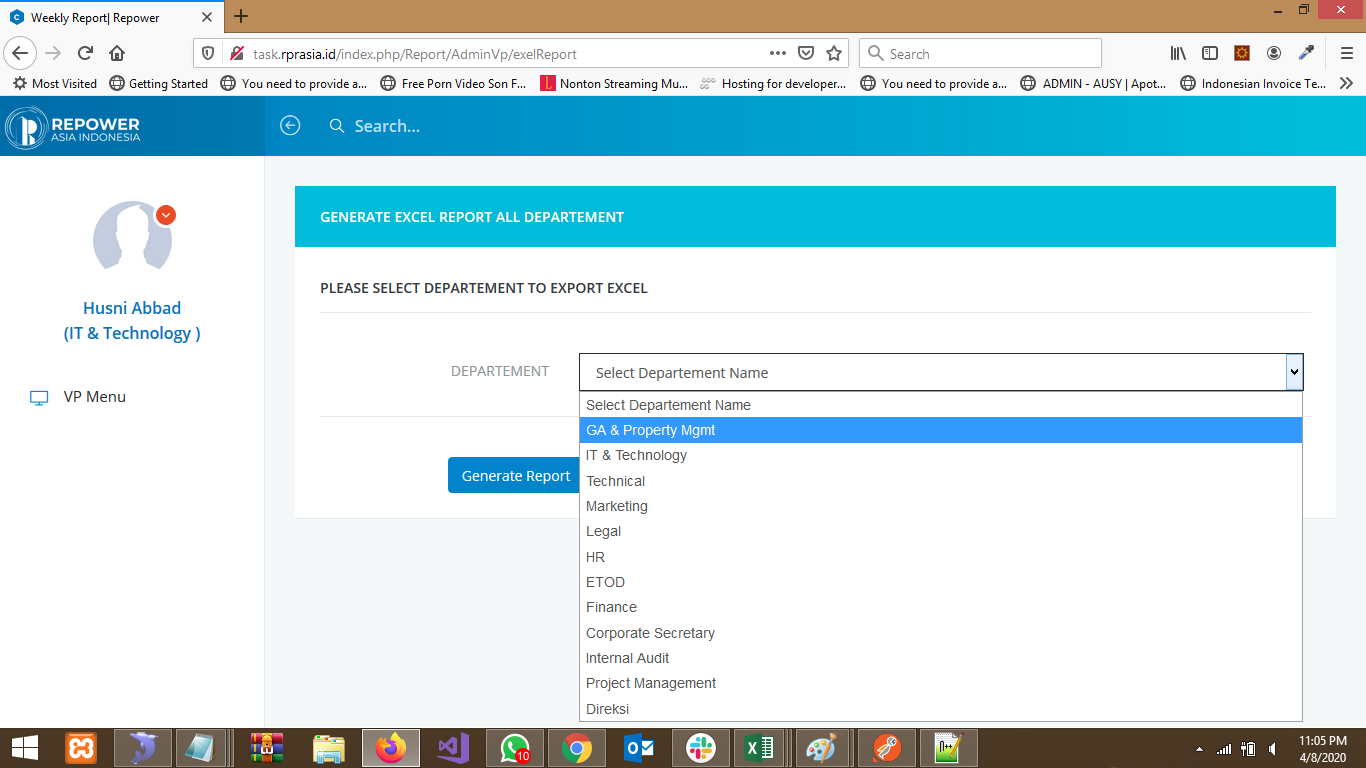 Weekly Report| Repower
task.rprasia.id/index.php/Report/AdminVp/exelReport
Search
Most Visited
Getting Started
You need to provide a...
Free Porn Video Son F...
Nonton Streaming Mu...
Hosting for developer...
You need to provide a...
ADMIN - AUSY | Apot...
Indonesian Invoice Te...
REPOWER
ASIA INDONESIA
Search...
Husni Abbad
(IT & Technology )
VP Menu
GENERATE EXCEL REPORT ALL DEPARTEMENT
PLEASE SELECT DEPARTEMENT TO EXPORT EXCEL
DEPARTEMENT
Select Departement Name
Select Departement Name
GA & Property Mgmt
IT & Technology
Technical
Marketing
Legal
HR
ETOD
Finance
Corporate Secretary
Internal Audit
Project Management
Direksi
Generate Report
10
11:05 PM
4/8/2020